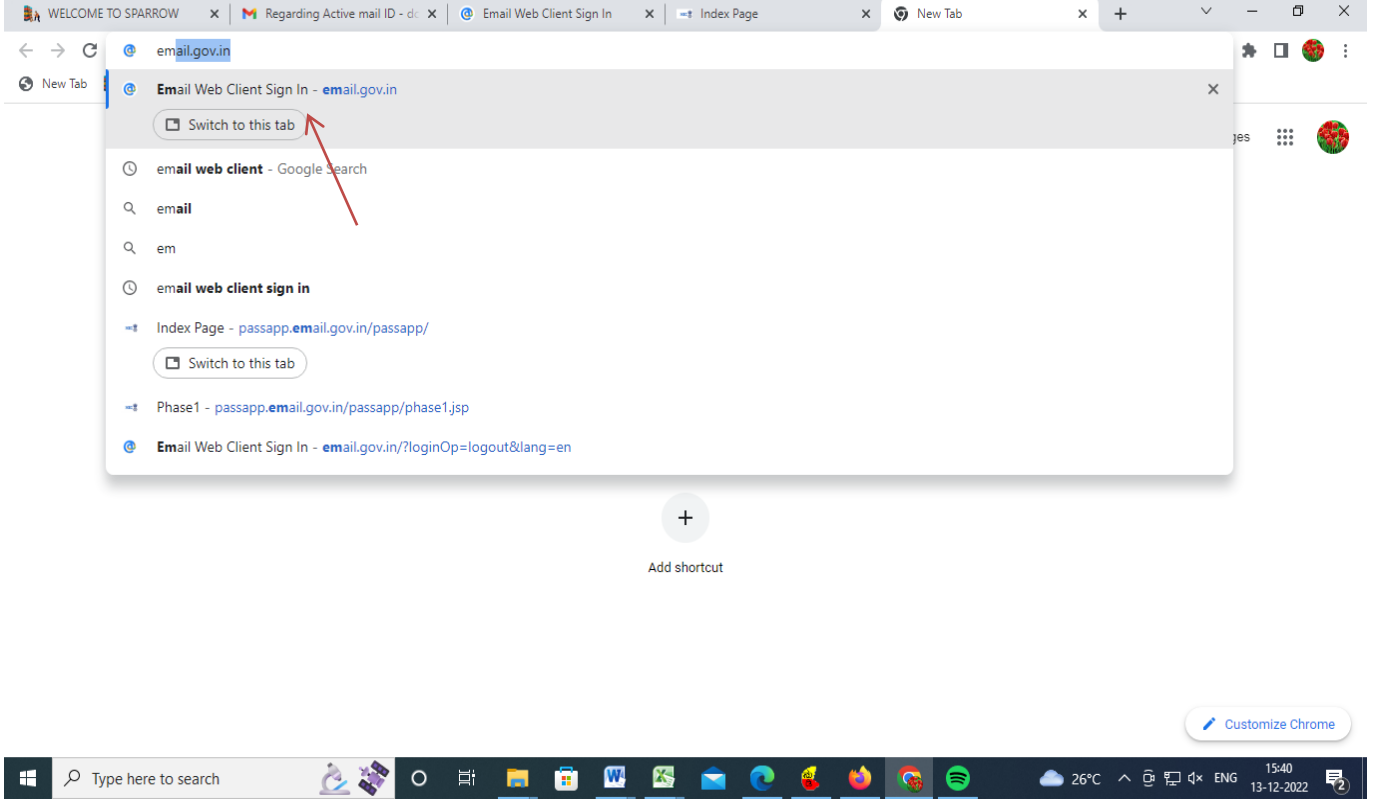 WELCOME TO SPARROW
Regarding Active mail ID - dc
Email Web Client Sign In
Index Page
New Tab
email.gov.in
New Tab
Email Web Client Sign In - email.gov.in
Switch to this tab
ges
email web client - Google Search
email
em
email web client sign in
Index Page - passapp.email.gov.in/passapp/
Switch to this tab
Phase1 - passapp.email.gov.in/passapp/phase1.jsp
Email Web Client Sign In - email.gov.in/?loginOp=logout&lang=en
Add shortcut
Customize Chrome
Type here to search
26°C
ENG
15:40
13-12-2022
2